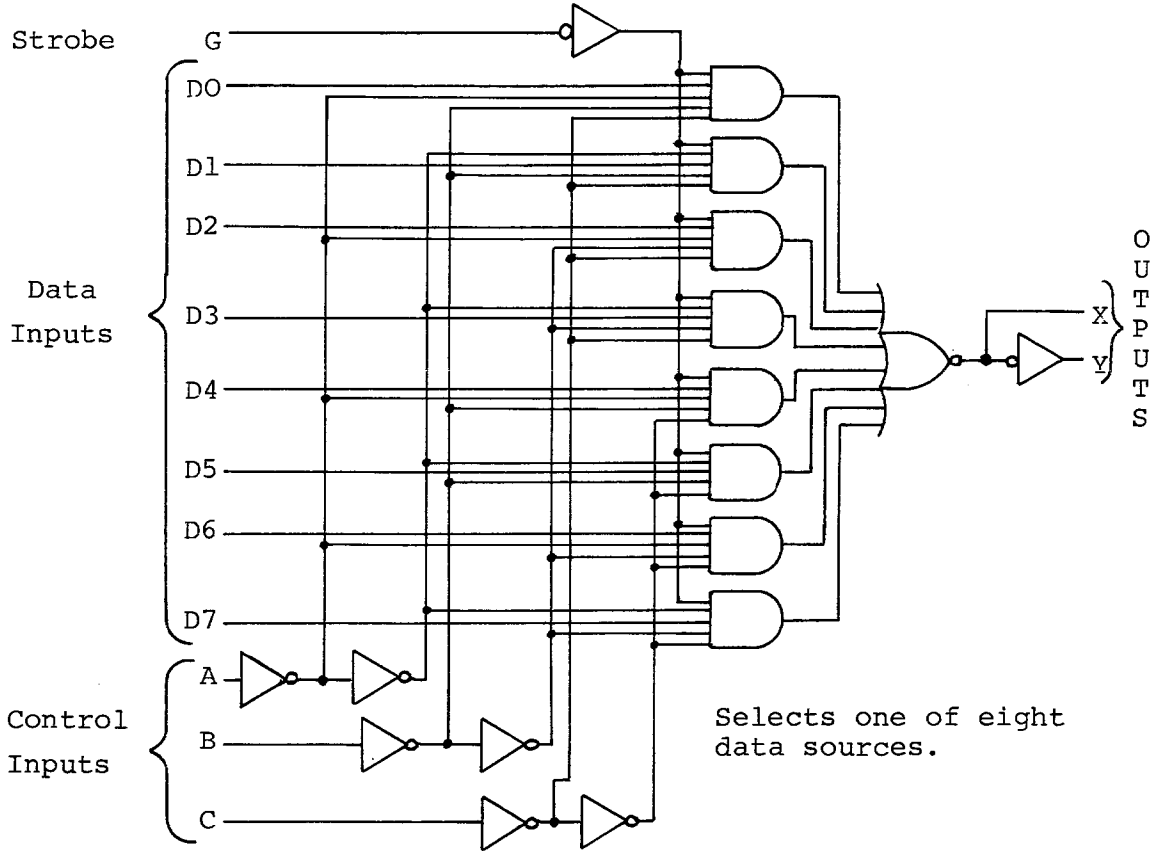 Strobe G
D0
D1
D2
Data
Inputs
D3
D4
D5
D6
D7
A
Control
Inputs
B
C
X
Y
OUTPUTS
Selects one of eight
data sources.